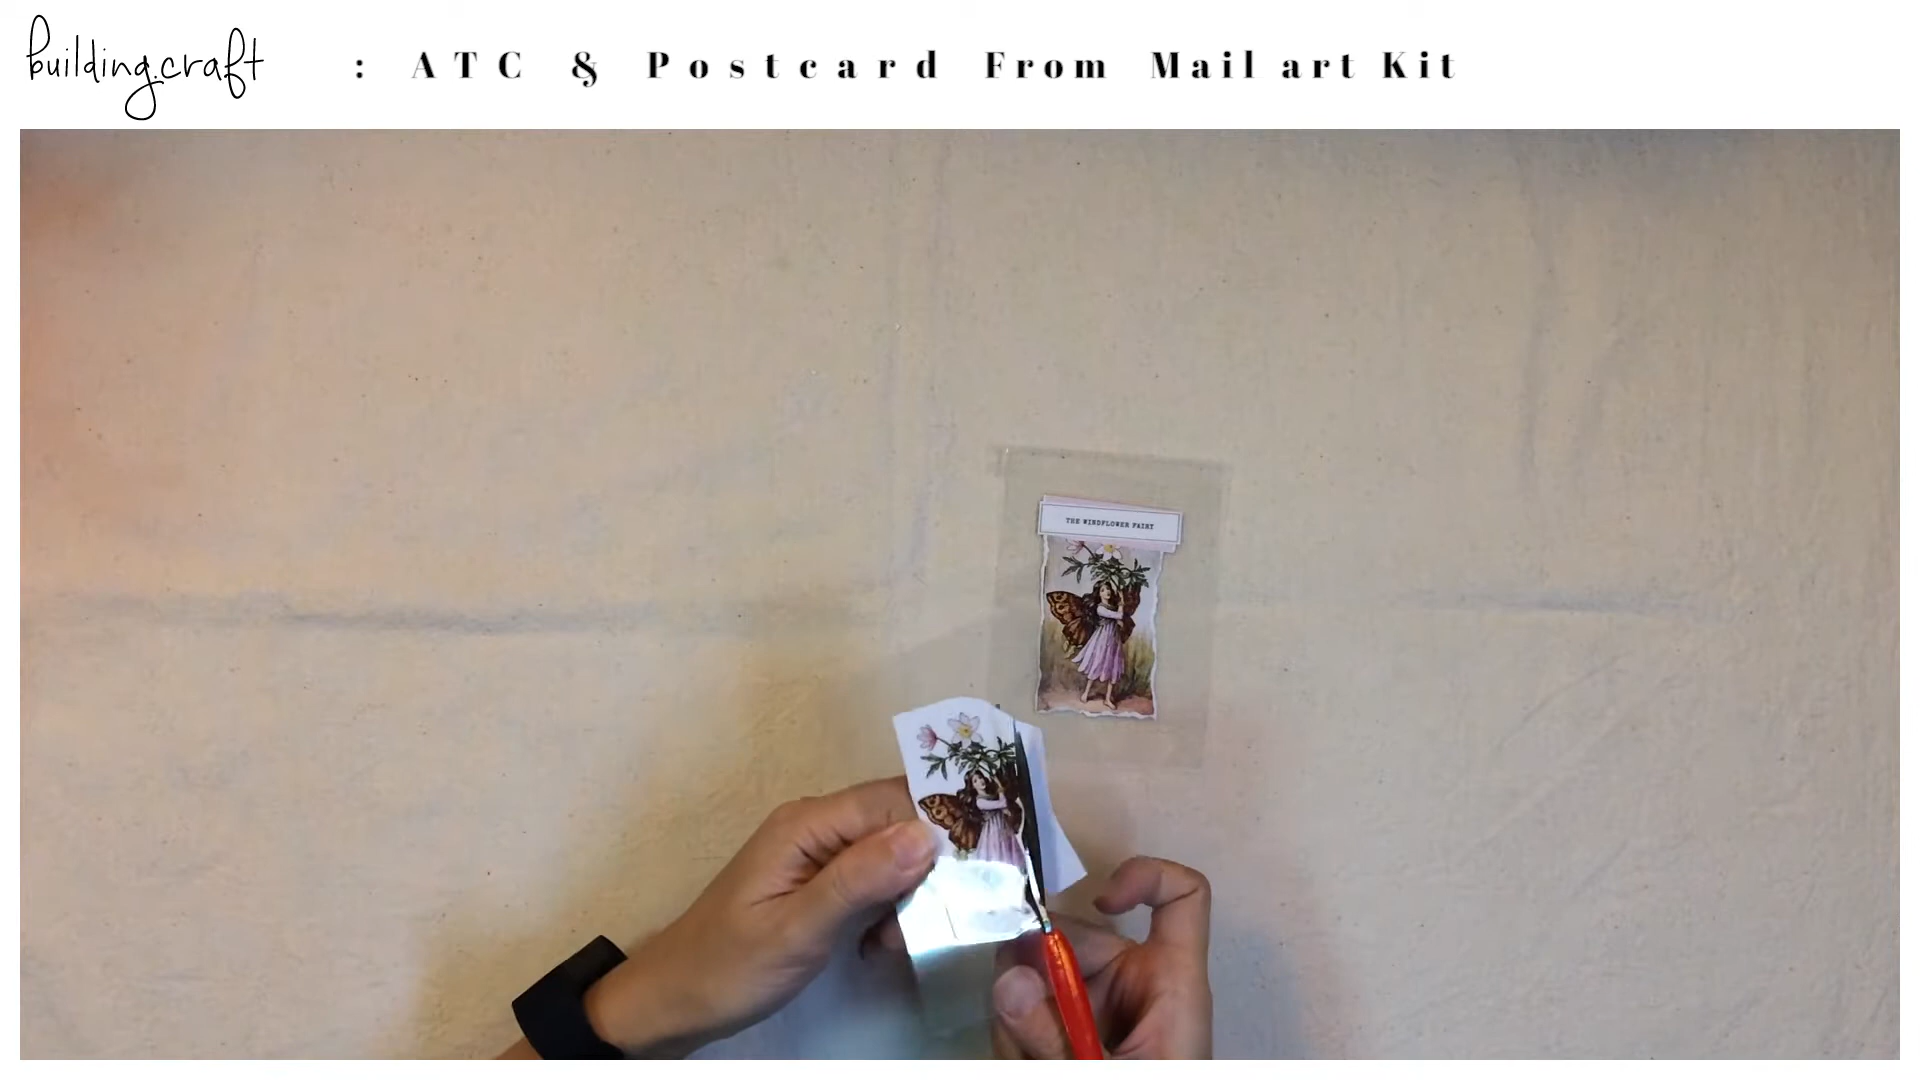 building.craft : ATC & Postcard From Mail art Kit
THE WINDFLOWER FAIRY